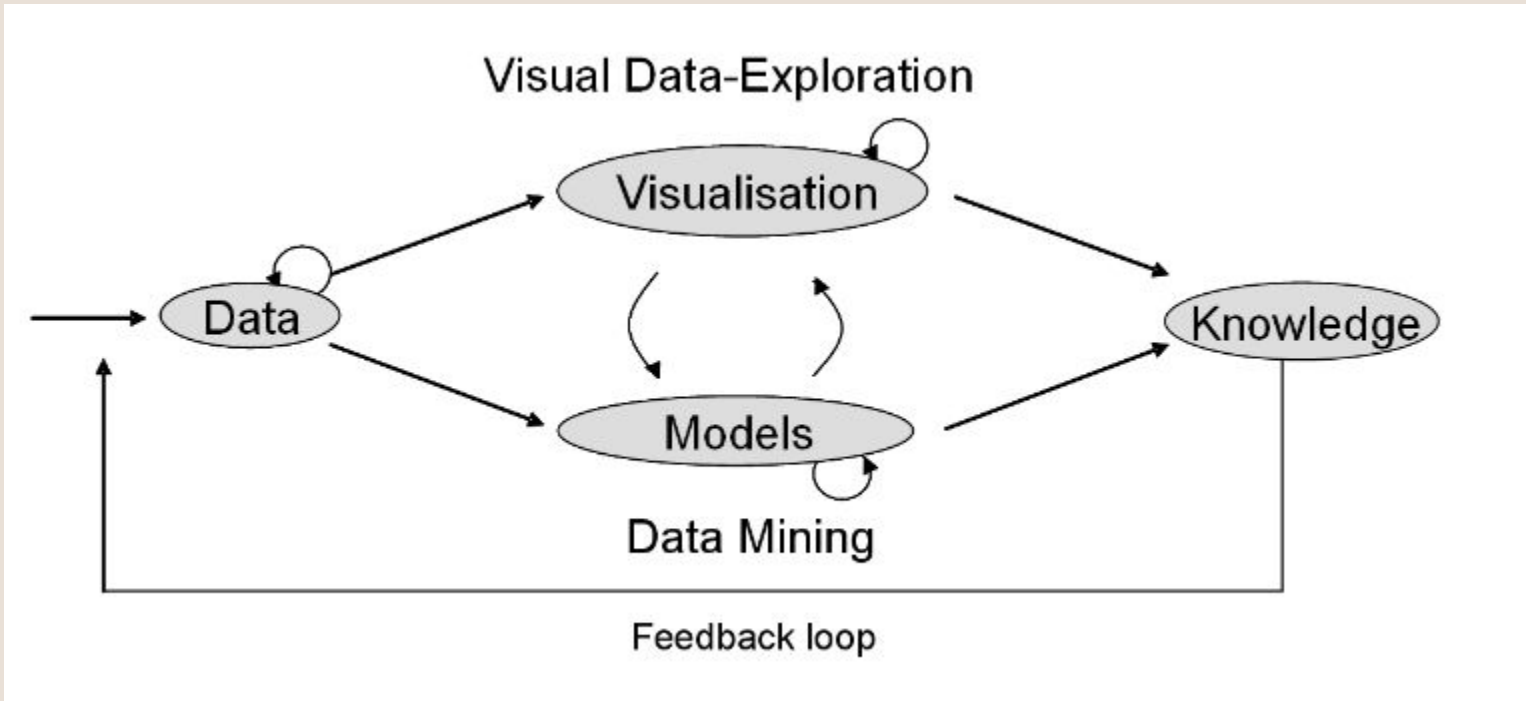 Visual Data-Exploration
Visualisation
Data
Knowledge
Models
Data Mining
Feedback loop